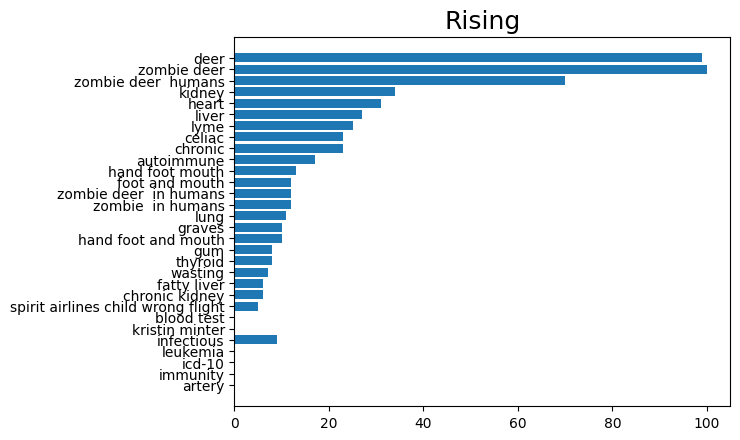 Rising
deer
zombie deer
zombie deer  humans
kidney
heart
liver
lyme
celiac
chronic
autoimmune
hand foot mouth
foot and mouth
zombie deer  in humans
zombie  in humans
lung
graves
hand foot and mouth
gum
thyroid
wasting
fatty liver
chronic kidney
spirit airlines child wrong flight
blood test
kristin minter
infectious
leukemia
icd-10
immunity
artery
0 20 40 60 80 100